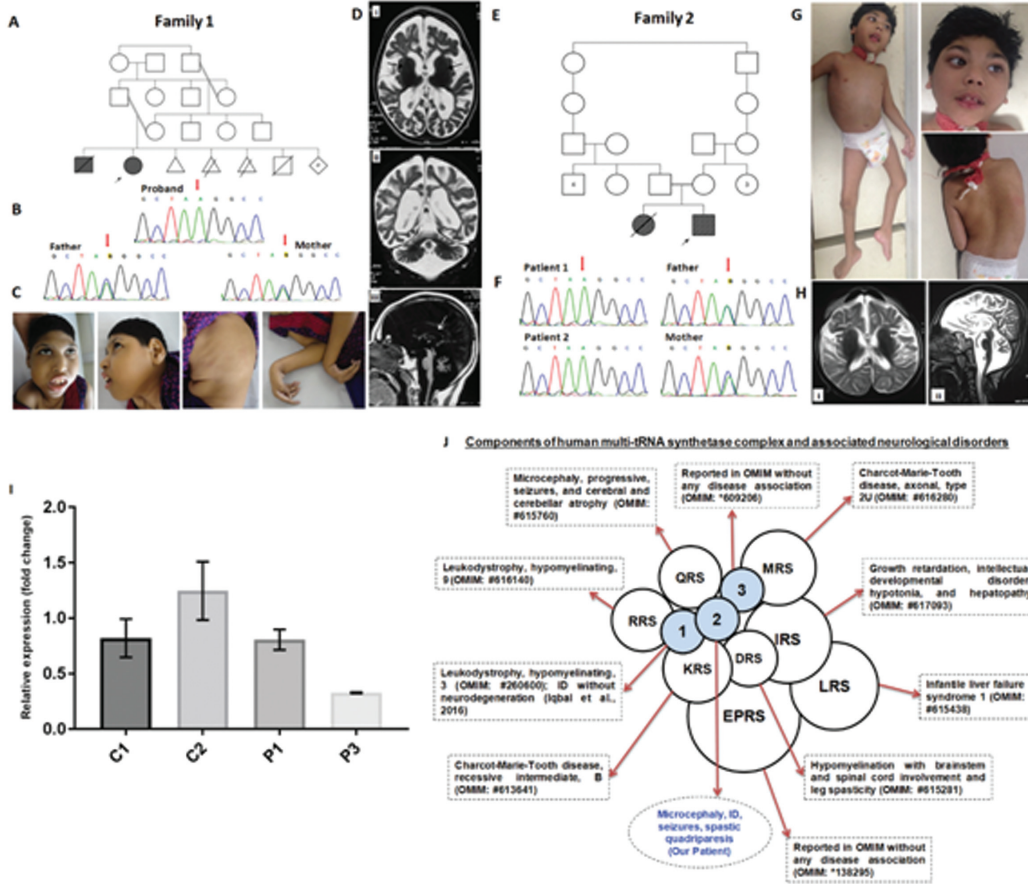 A
Family 1
D
E
Family 2
G
i
ii
B
Proband
G C T A A G G C C
Father
G C T A G G C C
Mother
G C T A G G C C
C
F
Patient 1
G C T A A G G C C
Father
G C T A G G C C
Patient 2
G C T A A G G C C
Mother
G C T A G G C C
H
i
ii
I
Relative expression (fold change)
2.0
1.5
1.0
0.5
0.0
C1
C2
P1
P3
J
Components of human multi-tRNA synthetase complex and associated neurological disorders
Microcephaly, progressive,
seizures, and cerebral and
cerebellar atrophy (OMIM:
#615760)
Reported in OMIM without
any disease association
(OMIM: *609206)
Charcot-Marie-Tooth
disease, axonal, type
2U (OMIM: #616280)
Leukodystrophy, hypomyelinating,
9 (OMIM: #616140)
Growth retardation, intellectua
developmental disorder
hypotonia, and hepatopathy
(OMIM: #617093)
QRS
MRS
3
RRS
1
2
IRS
KRS
DRS
LRS
EPRS
Leukodystrophy, hypomyelinating,
3 (OMIM: #260600); ID without
neurodegeneration (Iqbal et al.,
2016)
Infantile liver failure
syndrome 1 (OMIM:
#615438)
Charcot-Marie-Tooth disease,
recessive intermediate, B
(OMIM: #613641)
Hypomyelination with brainstem
and spinal cord involvement and
leg spasticity (OMIM: #615281)
Microcephaly, ID,
seizures, spastic
quadriparesis
(Our Patient)
Reported in OMIM without
any disease association
(OMIM: *138295)